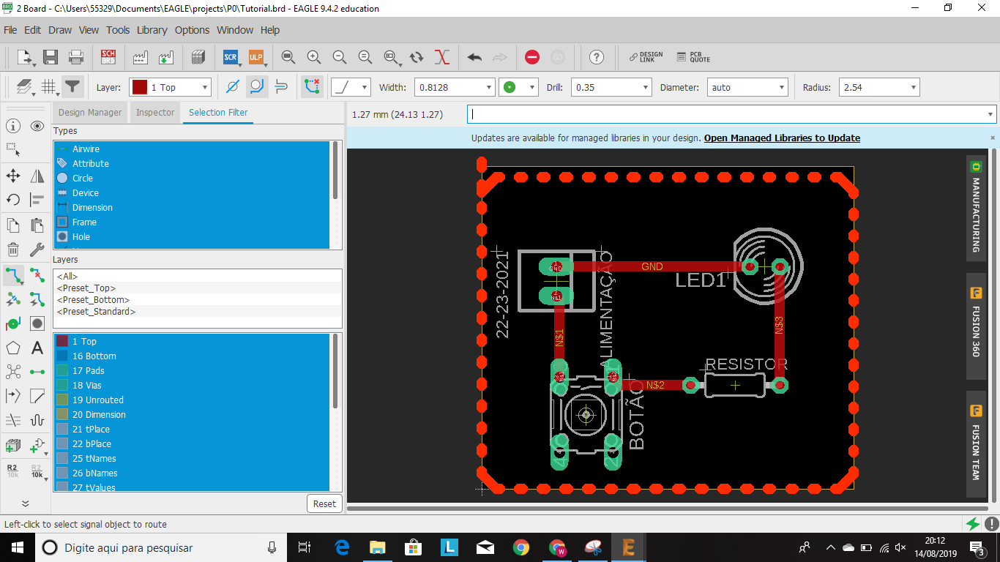 2 Board - C:\Users\55329\Documents\EAGLE\projects\P0\Tutorial.brd - EAGLE 9.4.2 education
File Edit Draw View Tools Library Options Window Help
SCH
BRD
SCR
ULP
GO
DESIGN
LINK
PCB
QUOTE
Layer: 1 Top
Width: 0.8128
Drill: 0.35
Diameter: auto
Radius: 2.54
Design Manager
Inspector
Selection Filter
1.27 mm (24.13 1.27)
Updates are available for managed libraries in your design. Open Managed Libraries to Update
Types
Airwire
Attribute
Circle
Device
Dimension
Frame
Hole
Layers
<All>
<Preset_Top>
<Preset_Bottom>
<Preset_Standard>
1 Top
16 Bottom
17 Pads
18 Vias
19 Unrouted
20 Dimension
21 tPlace
22 bPlace
25 tNames
26 bNames
27 tValues
Reset
R2
10k
R2
10k
22-23-2021
1
GND
2
N$1
ALIMENTAÇÃO
GND
LED1
N$3
N$1
N$2
RESISTOR
BOTÃO
MANUFACTURING
FUSION 360
FUSION TEAM
Left-click to select signal object to route
Digite aqui para pesquisar
20:12
14/08/2019
3